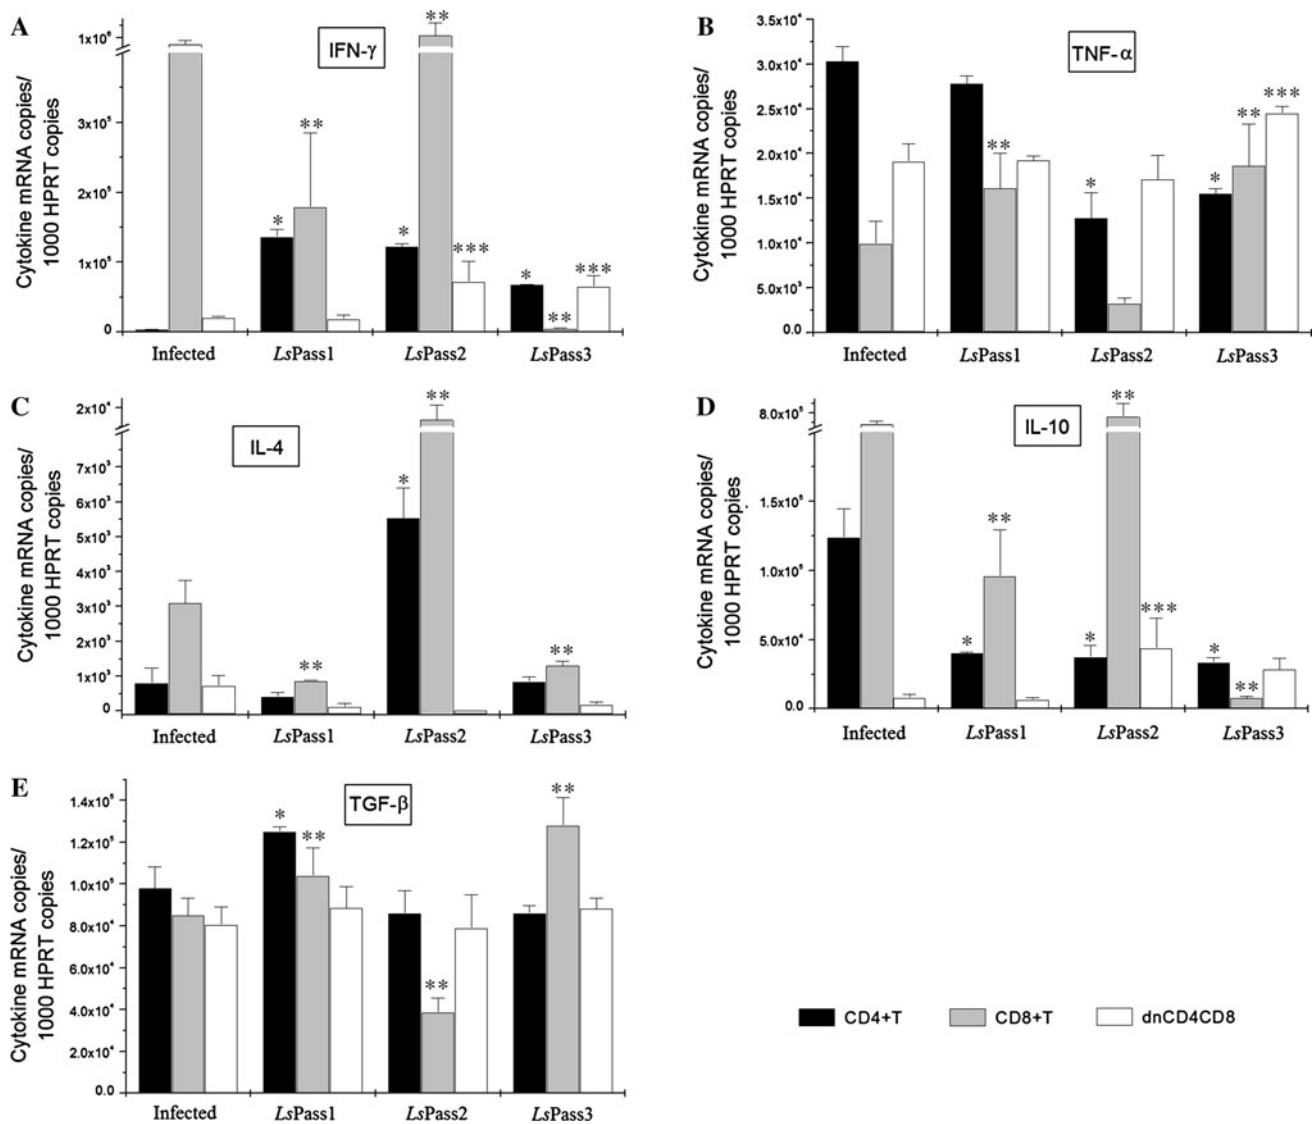 A
IFN-γ
Cytokine mRNA copies/
1000 HPRT copies
1x10⁶
3x10⁵
2x10⁵
1x10⁵
0
**
**
*
*
***
*
**
***
Infected LsPass1 LsPass2 LsPass3
B
TNF-α
Cytokine mRNA copies/
1000 HPRT copies
3.5x10⁴
3.0x10⁴
2.5x10⁴
2.0x10⁴
1.5x10⁴
1.0x10⁴
5.0x10³
0.0
**
*
*
**
***
Infected LsPass1 LsPass2 LsPass3
C
IL-4
Cytokine mRNA copies/
1000 HPRT copies
2x10⁴
7x10³
6x10³
5x10³
4x10³
3x10³
2x10³
1x10³
0
**
*
**
**
Infected LsPass1 LsPass2 LsPass3
D
IL-10
Cytokine mRNA copies/
1000 HPRT copies
8.0x10⁵
1.5x10⁵
1.0x10⁵
5.0x10⁴
0.0
*
**
*
**
***
*
**
Infected LsPass1 LsPass2 LsPass3
E
TGF-β
Cytokine mRNA copies/
1000 HPRT copies
1.4x10⁵
1.2x10⁵
1.0x10⁵
8.0x10⁴
6.0x10⁴
4.0x10⁴
2.0x10⁴
0.0
*
**
**
**
Infected LsPass1 LsPass2 LsPass3
CD4+T CD8+T dnCD4CD8